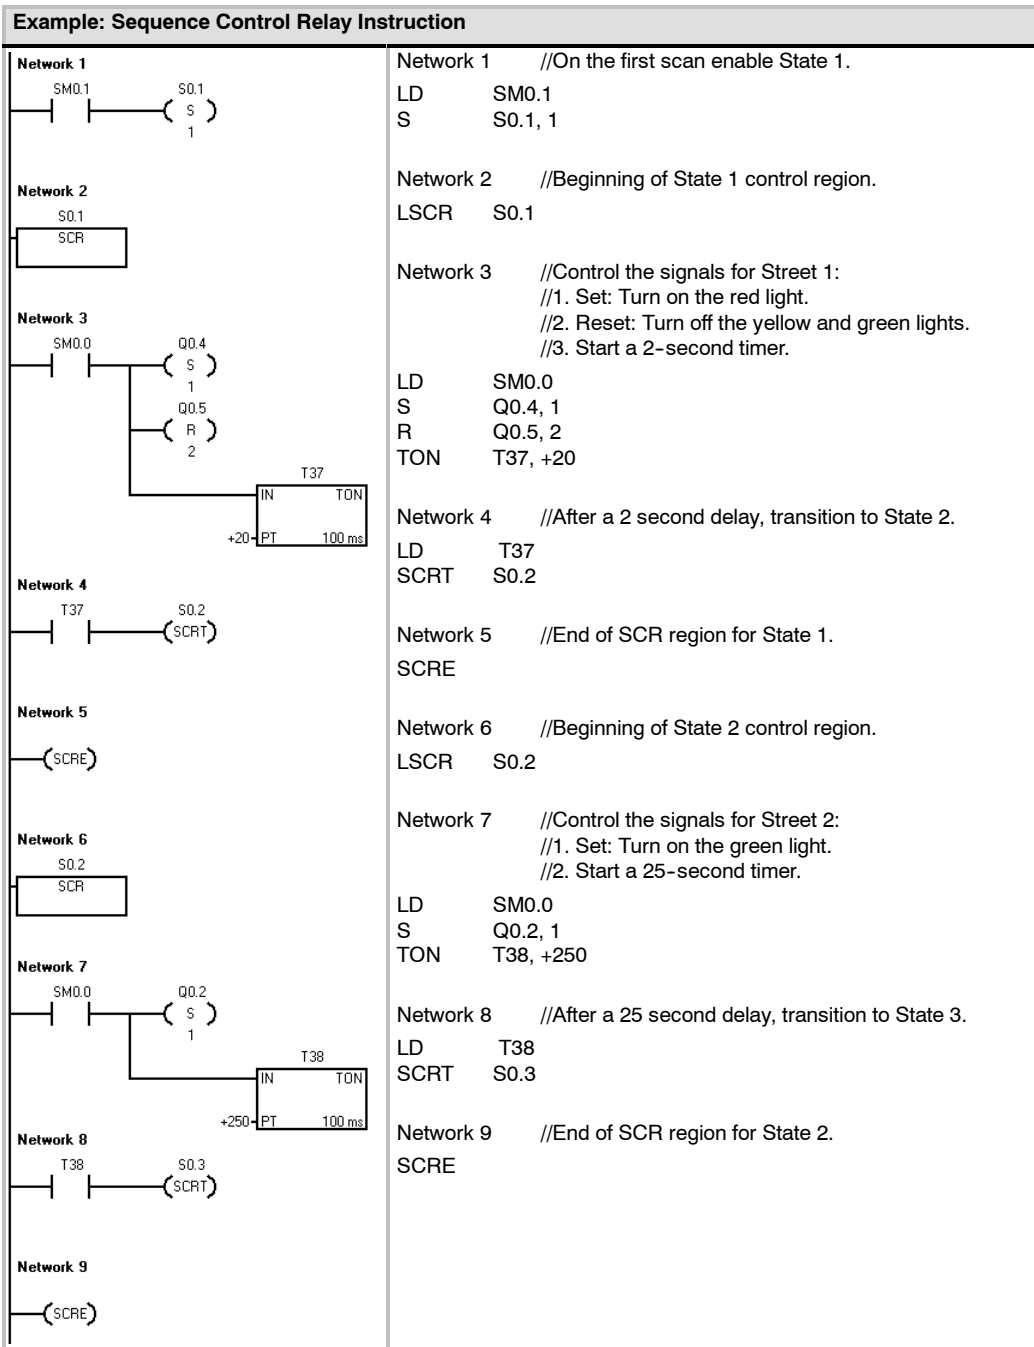 Example: Sequence Control Relay Instruction
Network 1
SM0.1 S0.1
S
1
Network 2
S0.1
SCR
Network 3
SM0.0 Q0.4
S
1
Q0.5
R
2
T37
IN TON
+20 PT 100 ms
Network 4
T37 S0.2
SCRT
Network 5
SCRE
Network 6
S0.2
SCR
Network 7
SM0.0 Q0.2
S
1
T38
IN TON
+250 PT 100 ms
Network 8
T38 S0.3
SCRT
Network 9
SCRE
Network 1 //On the first scan enable State 1.
LD SM0.1
S S0.1, 1
Network 2 //Beginning of State 1 control region.
LSCR S0.1
Network 3 //Control the signals for Street 1:
//1. Set: Turn on the red light.
//2. Reset: Turn off the yellow and green lights.
//3. Start a 2-second timer.
LD SM0.0
S Q0.4, 1
R Q0.5, 2
TON T37, +20
Network 4 //After a 2 second delay, transition to State 2.
LD T37
SCRT S0.2
Network 5 //End of SCR region for State 1.
SCRE
Network 6 //Beginning of State 2 control region.
LSCR S0.2
Network 7 //Control the signals for Street 2:
//1. Set: Turn on the green light.
//2. Start a 25-second timer.
LD SM0.0
S Q0.2, 1
TON T38, +250
Network 8 //After a 25 second delay, transition to State 3.
LD T38
SCRT S0.3
Network 9 //End of SCR region for State 2.
SCRE